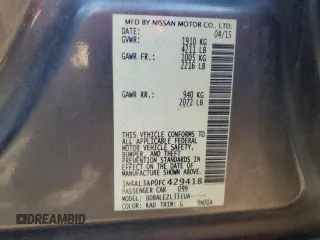 MFD BY NISSAN MOTOR CO., LTD.
DATE: 04/15
GVWR: 1910 KG
4211 LB
GAWR FR.: 1005 KG
2216 LB
GAWR RR.: 940 KG
2072 LB
THIS VEHICLE CONFORMS TO ALL
APPLICABLE FEDERAL MOTOR VEHICLE
SAFETY, BUMPER, AND THEFT
PREVENTION STANDARDS IN EFFECT ON
THE DATE OF MANUFACTURE SHOWN
ABOVE.
1N4AL3AP0FC429418
PASSENGER CAR 099
MODEL:
COLOR: KAD TRIM: G
DREAMBID